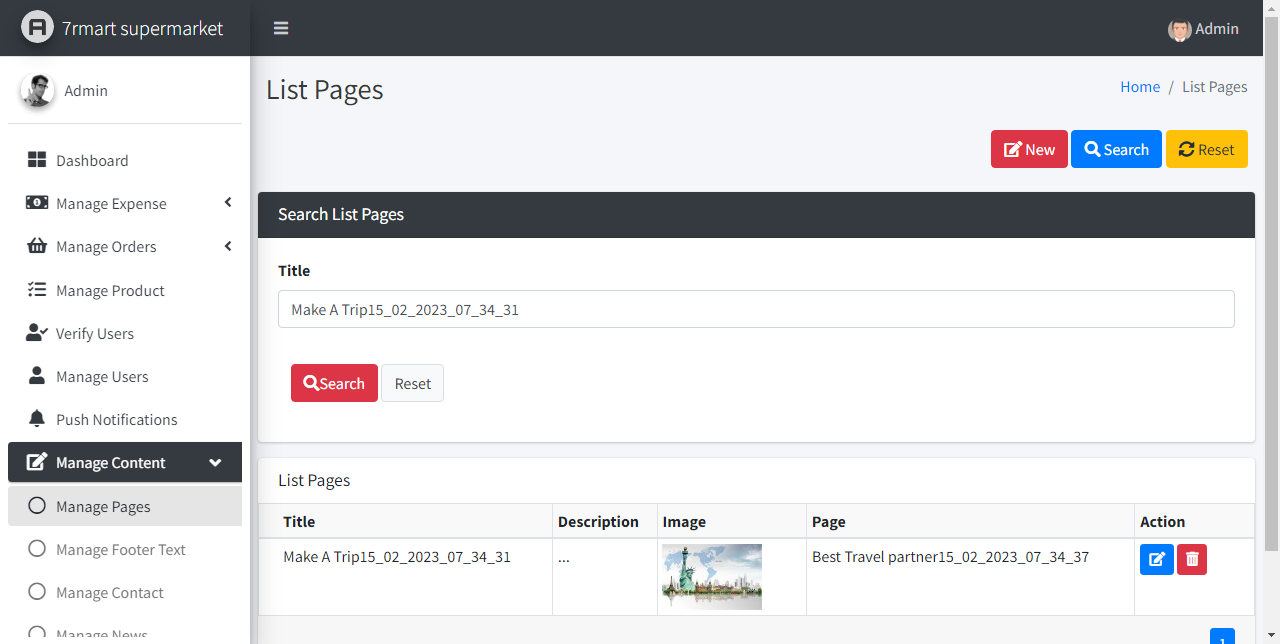 7rmart supermarket
Admin
Admin
List Pages
Home / List Pages
Dashboard
Manage Expense
Manage Orders
Manage Product
Verify Users
Manage Users
Push Notifications
Manage Content
Manage Pages
Manage Footer Text
Manage Contact
Manage News
New
Search
Reset
Search List Pages
Title
Make A Trip15_02_2023_07_34_31
Search
Reset
List Pages
Title Description Image Page Action
Make A Trip15_02_2023_07_34_31 ... Best Travel partner15_02_2023_07_34_37
1